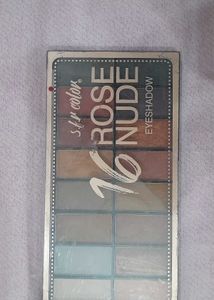 s.f.r color®
16 ROSE
NUDE
EYESHADOW